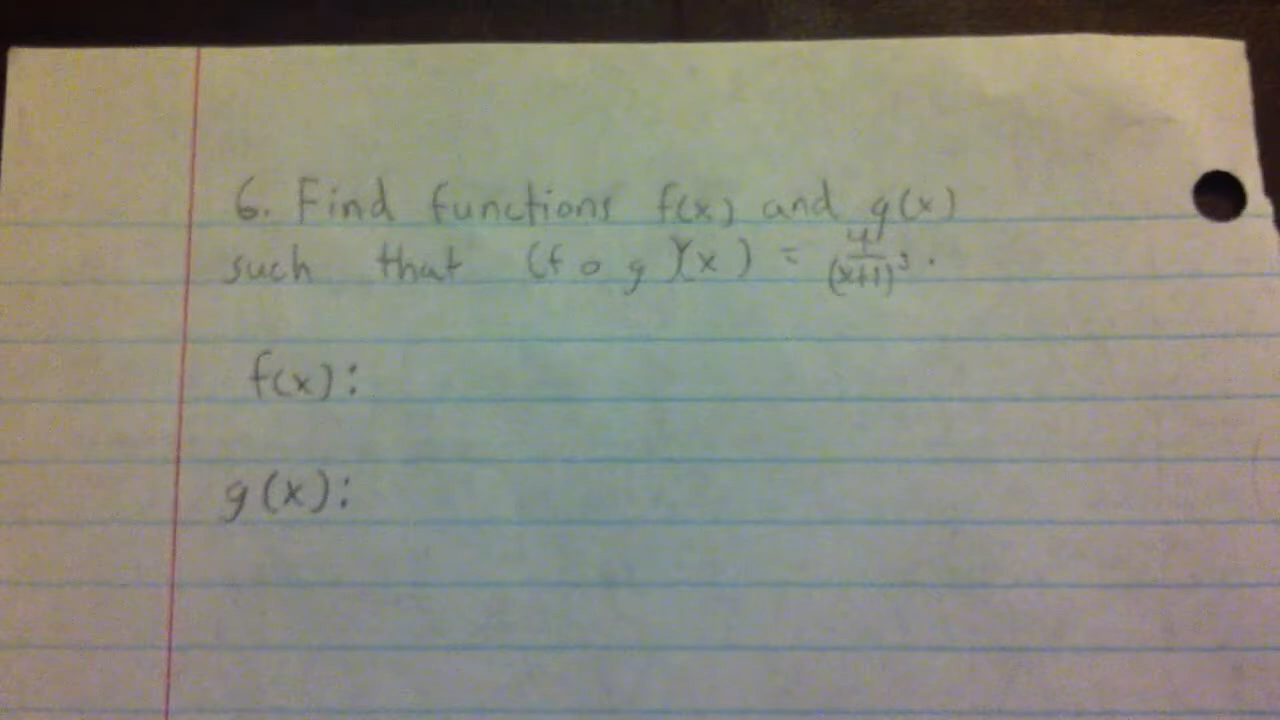 6. Find functions f(x) and g(x)
such that (f o g)(x) = 4/(x+1)³.
f(x):
g(x):